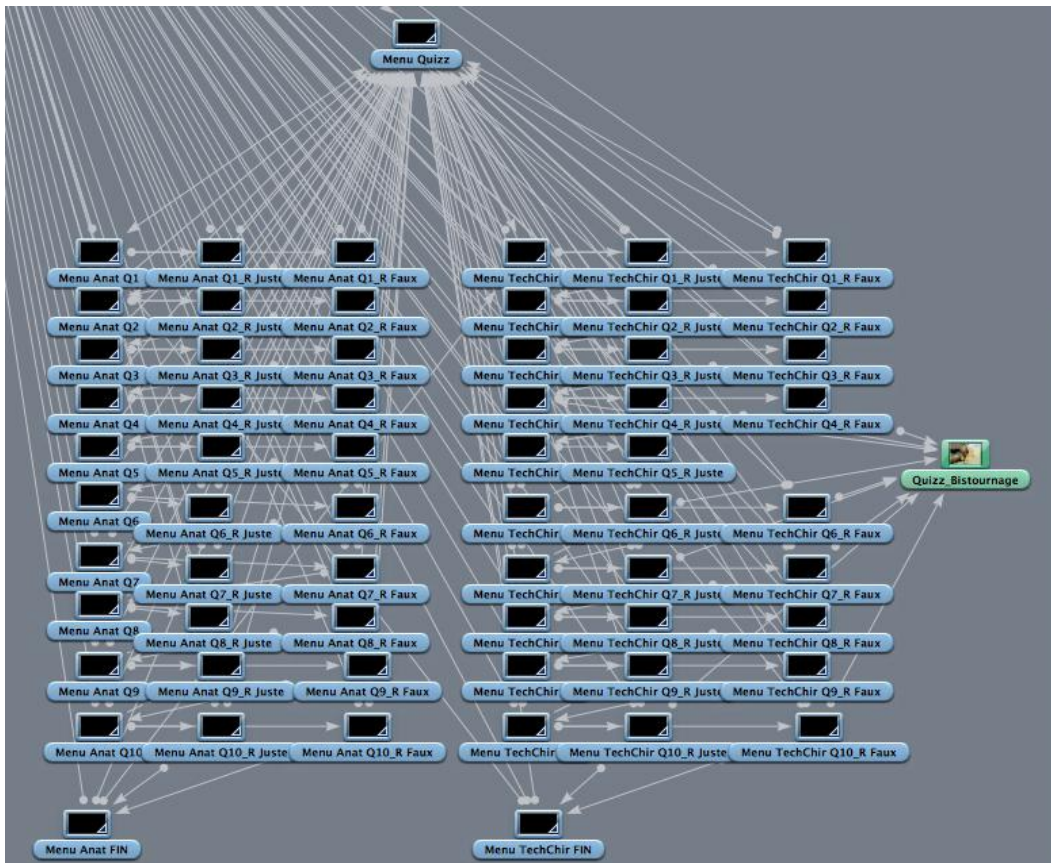 Menu Quizz
Menu Anat Q1 Menu Anat Q1_R Juste Menu Anat Q1_R Faux Menu TechChir Menu TechChir Q1_R Juste Menu TechChir Q1_R Faux
Menu Anat Q2 Menu Anat Q2_R Juste Menu Anat Q2_R Faux Menu TechChir Menu TechChir Q2_R Juste Menu TechChir Q2_R Faux
Menu Anat Q3 Menu Anat Q3_R Juste Menu Anat Q3_R Faux Menu TechChir Menu TechChir Q3_R Juste Menu TechChir Q3_R Faux
Menu Anat Q4 Menu Anat Q4_R Juste Menu Anat Q4_R Faux Menu TechChir Menu TechChir Q4_R Juste Menu TechChir Q4_R Faux
Menu Anat Q5 Menu Anat Q5_R Juste Menu Anat Q5_R Faux Menu TechChir Menu TechChir Q5_R Juste Quizz_Bistournage
Menu Anat Q6 Menu Anat Q6_R Juste Menu Anat Q6_R Faux Menu TechChir Menu TechChir Q6_R Juste Menu TechChir Q6_R Faux
Menu Anat Q7 Menu Anat Q7_R Juste Menu Anat Q7_R Faux Menu TechChir Menu TechChir Q7_R Juste Menu TechChir Q7_R Faux
Menu Anat Q8 Menu Anat Q8_R Juste Menu Anat Q8_R Faux Menu TechChir Menu TechChir Q8_R Juste Menu TechChir Q8_R Faux
Menu Anat Q9 Menu Anat Q9_R Juste Menu Anat Q9_R Faux Menu TechChir Menu TechChir Q9_R Juste Menu TechChir Q9_R Faux
Menu Anat Q10 Menu Anat Q10_R Juste Menu Anat Q10_R Faux Menu TechChir Menu TechChir Q10_R Juste Menu TechChir Q10_R Faux
Menu Anat FIN Menu TechChir FIN